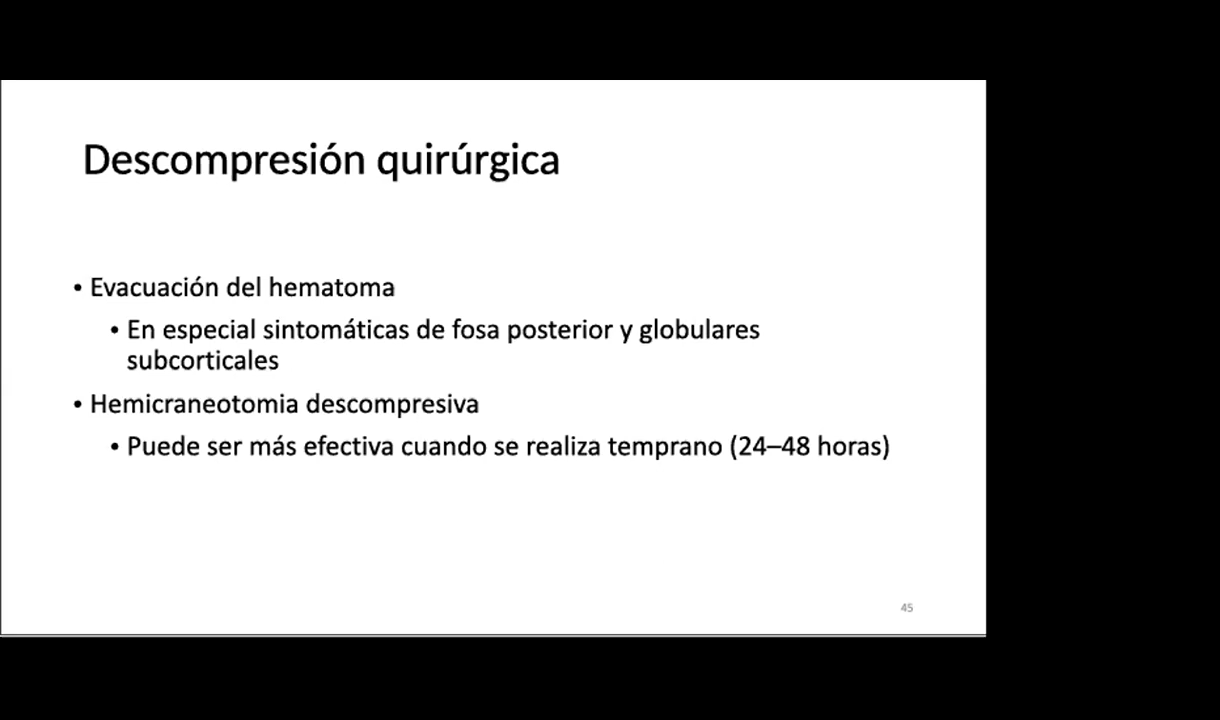 Descompresión quirúrgica
• Evacuación del hematoma
• En especial sintomáticas de fosa posterior y globulares
subcorticales
• Hemicraneotomia descompresiva
• Puede ser más efectiva cuando se realiza temprano (24–48 horas)
45